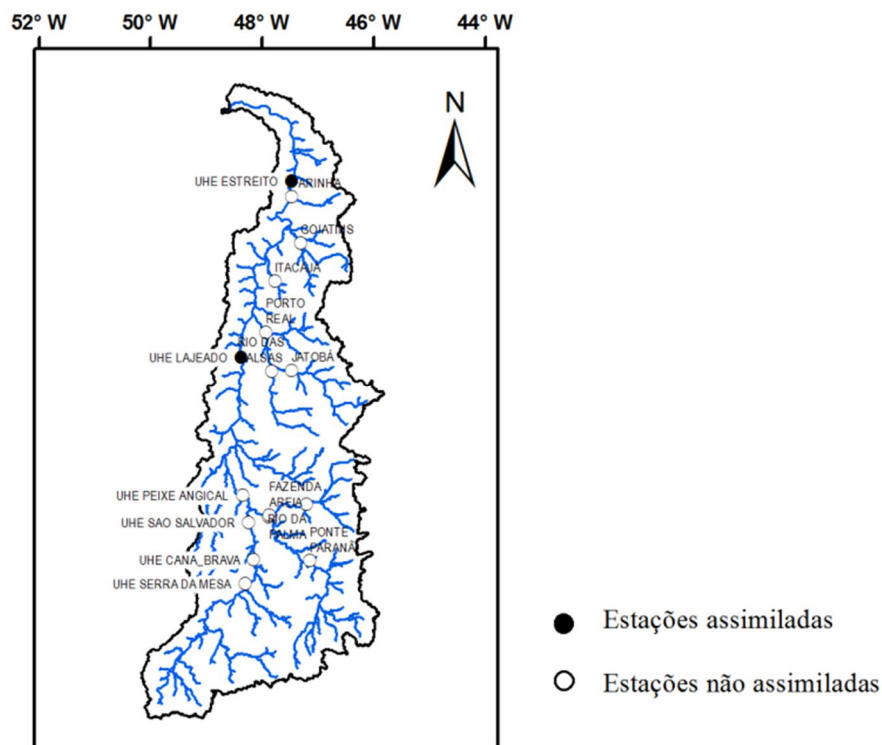 52° W 50° W 48° W 46° W 44° W
N
UHE ESTREITO
ARINHA
GOIATINS
ITACAJA
PORTO
REAL
RIO DAS
UHE LAJEADO
ALSAS
JATOBÁ
UHE PEIXE ANGICAL
FAZENDA
AREIA
UHE SAO SALVADOR
RIO DA
PALMA
PONTE
PARANÃ
UHE CANA_BRAVA
UHE SERRA DA MESA
Estações assimiladas
Estações não assimiladas